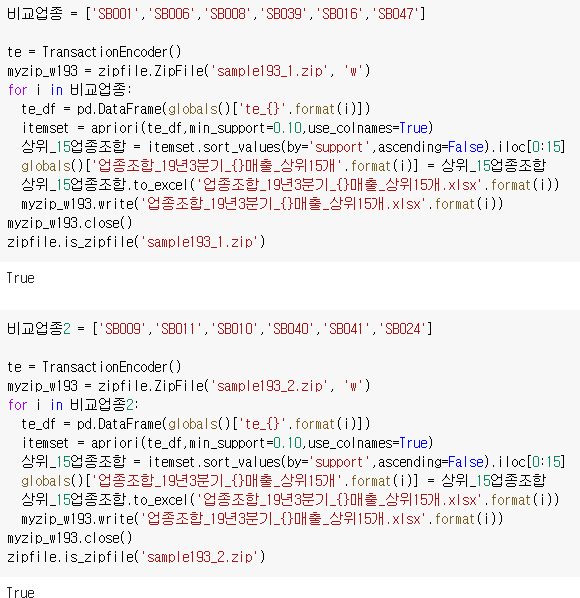 비교업종 = ['SB001','SB006','SB008','SB039','SB016','SB047']
te = TransactionEncoder()
myzip_w193 = zipfile.ZipFile('sample193_1.zip', 'w')
for i in 비교업종:
  te_df = pd.DataFrame(globals()['te_{}'.format(i)])
  itemset = apriori(te_df,min_support=0.10,use_colnames=True)
  상위_15업종조합 = itemset.sort_values(by='support',ascending=False).iloc[0:15]
  globals()['업종조합_19년3분기_{}매출_상위15개'.format(i)] = 상위_15업종조합
  상위_15업종조합.to_excel('업종조합_19년3분기_{}매출_상위15개.xlsx'.format(i))
  myzip_w193.write('업종조합_19년3분기_{}매출_상위15개.xlsx'.format(i))
myzip_w193.close()
zipfile.is_zipfile('sample193_1.zip')
True
비교업종2 = ['SB009','SB011','SB010','SB040','SB041','SB024']
te = TransactionEncoder()
myzip_w193 = zipfile.ZipFile('sample193_2.zip', 'w')
for i in 비교업종2:
  te_df = pd.DataFrame(globals()['te_{}'.format(i)])
  itemset = apriori(te_df,min_support=0.10,use_colnames=True)
  상위_15업종조합 = itemset.sort_values(by='support',ascending=False).iloc[0:15]
  globals()['업종조합_19년3분기_{}매출_상위15개'.format(i)] = 상위_15업종조합
  상위_15업종조합.to_excel('업종조합_19년3분기_{}매출_상위15개.xlsx'.format(i))
  myzip_w193.write('업종조합_19년3분기_{}매출_상위15개.xlsx'.format(i))
myzip_w193.close()
zipfile.is_zipfile('sample193_2.zip')
True